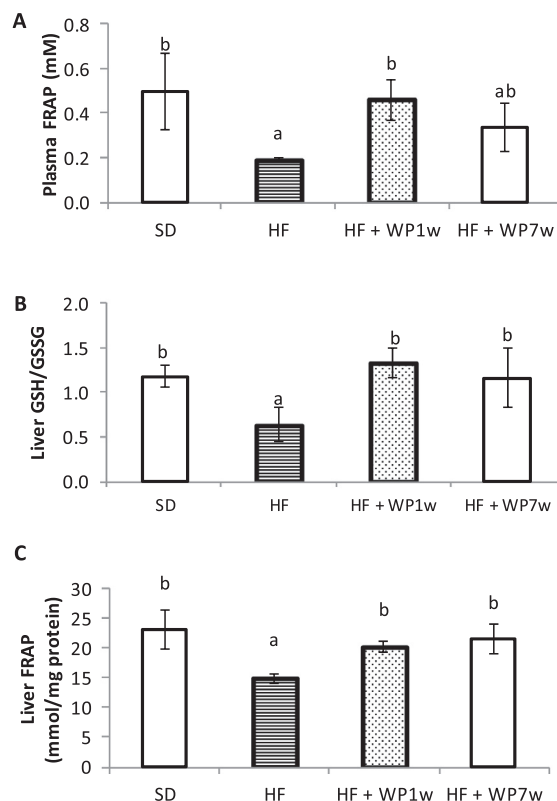 A
Plasma FRAP (mM)
0.8
0.6
0.4
0.2
0.0
b
a
b
ab
SD
HF
HF + WP1w
HF + WP7w
B
Liver GSH/GSSG
2.0
1.5
1.0
0.5
0.0
b
a
b
b
SD
HF
HF + WP1w
HF + WP7w
C
Liver FRAP
(mmol/mg protein)
30
25
20
15
10
5
0
b
a
b
b
SD
HF
HF + WP1w
HF + WP7w